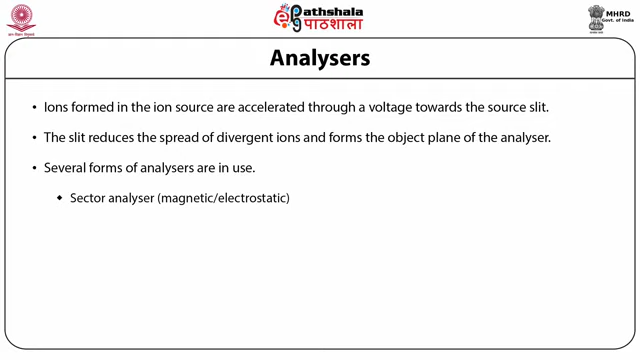 ePathshala
पाठशाला
MHRD
Govt. of India
Analysers
• Ions formed in the ion source are accelerated through a voltage towards the source slit.
• The slit reduces the spread of divergent ions and forms the object plane of the analyser.
• Several forms of analysers are in use.
◆ Sector analyser (magnetic/electrostatic)